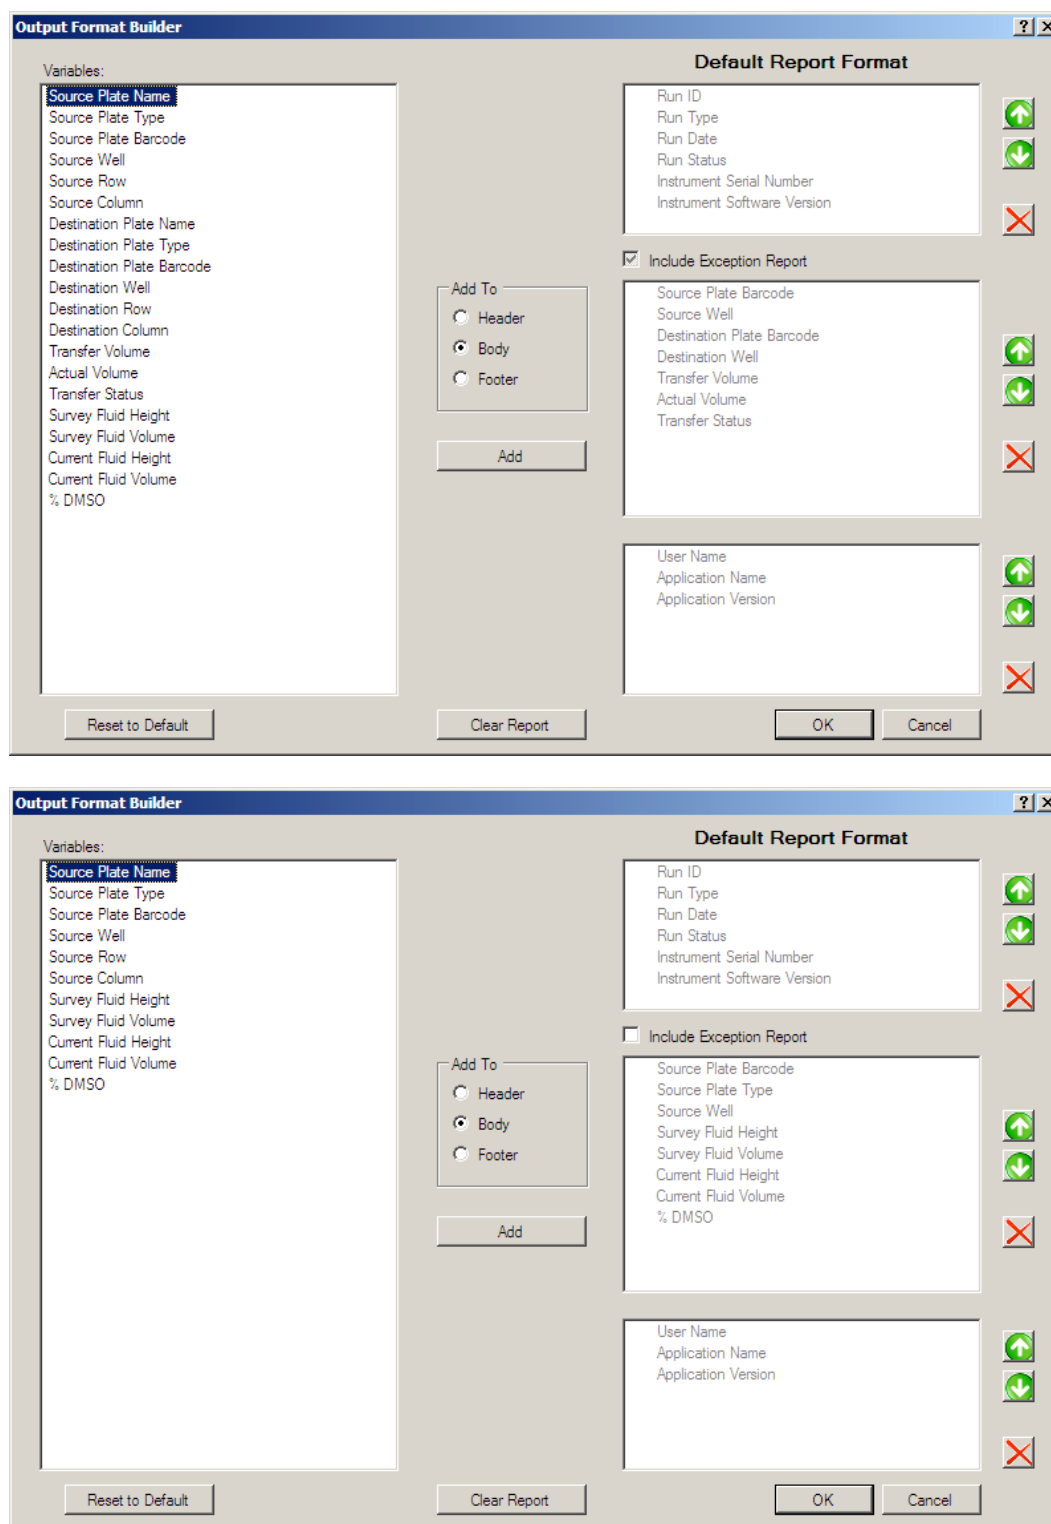 Output Format Builder
Variables:
Source Plate Name
Source Plate Type
Source Plate Barcode
Source Well
Source Row
Source Column
Destination Plate Name
Destination Plate Type
Destination Plate Barcode
Destination Well
Destination Row
Destination Column
Transfer Volume
Actual Volume
Transfer Status
Survey Fluid Height
Survey Fluid Volume
Current Fluid Height
Current Fluid Volume
% DMSO
Reset to Default
Add To
Header
Body
Footer
Add
Clear Report
Default Report Format
Run ID
Run Type
Run Date
Run Status
Instrument Serial Number
Instrument Software Version
Include Exception Report
Source Plate Barcode
Source Well
Destination Plate Barcode
Destination Well
Transfer Volume
Actual Volume
Transfer Status
User Name
Application Name
Application Version
OK
Cancel
Output Format Builder
Variables:
Source Plate Name
Source Plate Type
Source Plate Barcode
Source Well
Source Row
Source Column
Survey Fluid Height
Survey Fluid Volume
Current Fluid Height
Current Fluid Volume
% DMSO
Reset to Default
Add To
Header
Body
Footer
Add
Clear Report
Default Report Format
Run ID
Run Type
Run Date
Run Status
Instrument Serial Number
Instrument Software Version
Include Exception Report
Source Plate Barcode
Source Plate Type
Source Well
Survey Fluid Height
Survey Fluid Volume
Current Fluid Height
Current Fluid Volume
% DMSO
User Name
Application Name
Application Version
OK
Cancel